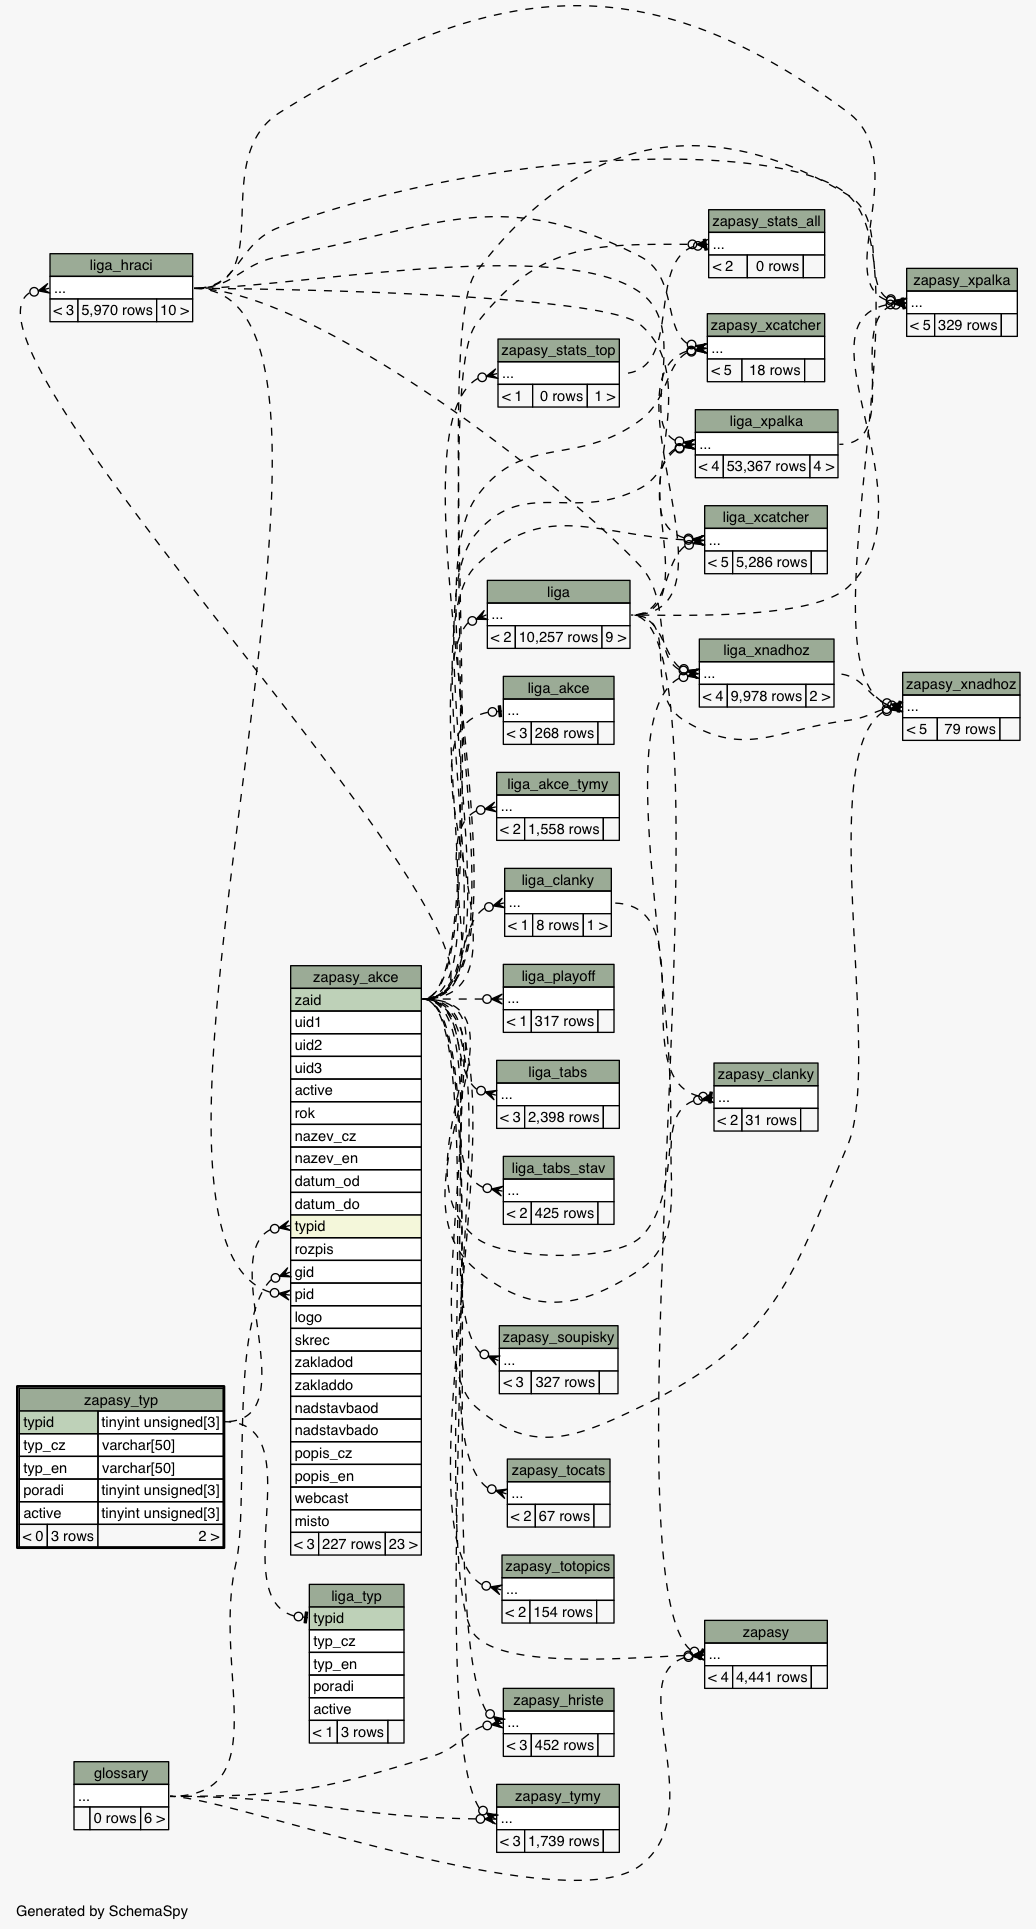 zapasy_stats_all
...
< 2 0 rows
liga_hraci
...
< 3 5,970 rows 10 >
zapasy_xpalka
...
< 5 329 rows
zapasy_xcatcher
...
< 5 18 rows
zapasy_stats_top
...
< 1 0 rows 1 >
liga_xpalka
...
< 4 53,367 rows 4 >
liga_xcatcher
...
< 5 5,286 rows
liga
...
< 2 10,257 rows 9 >
liga_xnadhoz
...
< 4 9,978 rows 2 >
zapasy_xnadhoz
...
< 5 79 rows
liga_akce
...
< 3 268 rows
liga_akce_tymy
...
< 2 1,558 rows
liga_clanky
...
< 1 8 rows 1 >
liga_playoff
...
< 1 317 rows
zapasy_akce
zaid
uid1
uid2
uid3
active
rok
nazev_cz
nazev_en
datum_od
datum_do
typid
rozpis
gid
pid
logo
skrec
zakladod
zakladdo
nadstavbaod
nadstavbado
popis_cz
popis_en
webcast
misto
< 3 227 rows 23 >
liga_tabs
...
< 3 2,398 rows
zapasy_clanky
...
< 2 31 rows
liga_tabs_stav
...
< 2 425 rows
zapasy_soupisky
...
< 3 327 rows
zapasy_typ
typid tinyint unsigned[3]
typ_cz varchar[50]
typ_en varchar[50]
poradi tinyint unsigned[3]
active tinyint unsigned[3]
< 0 3 rows 2 >
zapasy_tocats
...
< 2 67 rows
zapasy_totopics
...
< 2 154 rows
liga_typ
typid
typ_cz
typ_en
poradi
active
< 1 3 rows
zapasy
...
< 4 4,441 rows
zapasy_hriste
...
< 3 452 rows
glossary
...
0 rows 6 >
zapasy_tymy
...
< 3 1,739 rows
Generated by SchemaSpy